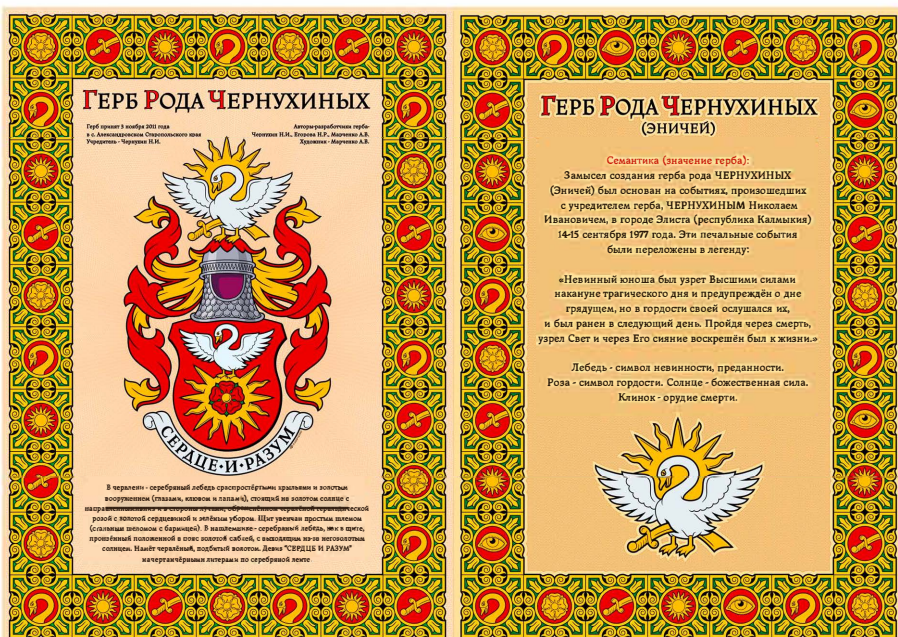 ГЕРБ РОДА ЧЕРНУХИНЫХ
Герб принят 3 ноября 2011 года
в с. Александровском Ставропольского края
Учредитель - Чернухин Н.И.
Авторы-разработчики герба-
Чернухин Н.И., Егорова Н.Р., Марченко А.В.
Художник - Марченко А.В.
СЕРДЦЕ·И·РАЗУМ
В червлени - серебряный лебедь с распростёртыми крыльями и золотым
вооружением (глазами, клювом и лапами), стоящий на золотом солнце с
в стороны лучами,
розой с золотой сердцевиной и зелёным убором. Щит увенчан простым шлемом
(стальным шеломом с бармицей). В нашлемнике - серебряный лебедь, как в щите,
пронзённый положенной в пояс золотой саблей, с выходящим из-за него золотым
солнцем. Намёт червлёный, подбитый золотом. Девиз "СЕРДЦЕ И РАЗУМ"
начертан чёрными литерами по серебряной ленте
ГЕРБ РОДА ЧЕРНУХИНЫХ
(ЭНИЧЕЙ)
Семантика (значение герба):
Замысел создания герба рода ЧЕРНУХИНЫХ
(Эничей) был основан на событиях, произошедших
с учредителем герба, ЧЕРНУХИНЫМ Николаем
Ивановичем, в городе Элиста (республика Калмыкия)
14-15 сентября 1977 года. Эти печальные события
были переложены в легенду:
«Невинный юноша был узрет Высшими силами
накануне трагического дня и предупреждён о дне
грядущем, но в гордости своей ослушался их,
и был ранен в следующий день. Пройдя через смерть,
узрел Свет и через Его сияние воскрешён был к жизни.»
Лебедь - символ невинности, преданности.
Роза - символ гордости. Солнце - божественная сила.
Клинок - орудие смерти.